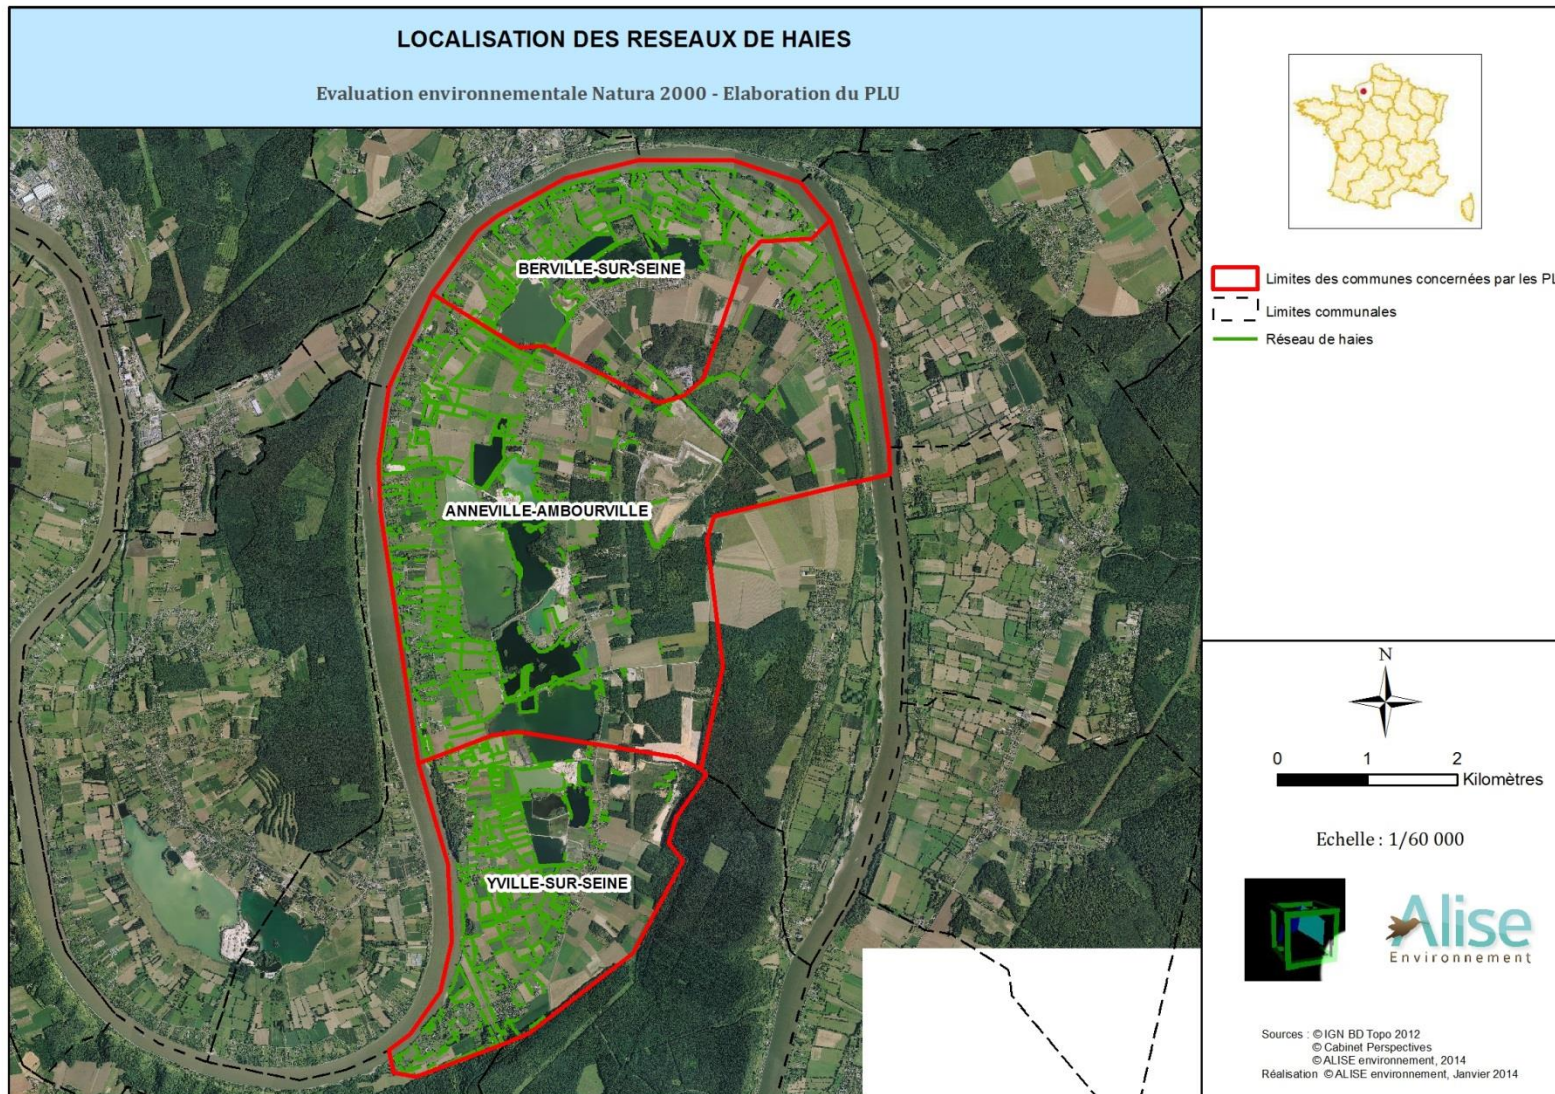 LOCALISATION DES RESEAUX DE HAIES
Evaluation environnementale Natura 2000 - Elaboration du PLU
BERVILLE-SUR-SEINE
ANNEVILLE-AMBOURVILLE
YVILLE-SUR-SEINE
Limites des communes concernées par les PL
Limites communales
Réseau de haies
N
0 1 2
Kilomètres
Echelle : 1/60 000
Alise
Environnement
Sources : © IGN BD Topo 2012
© Cabinet Perspectives
© ALISE environnement, 2014
Réalisation © ALISE environnement, Janvier 2014